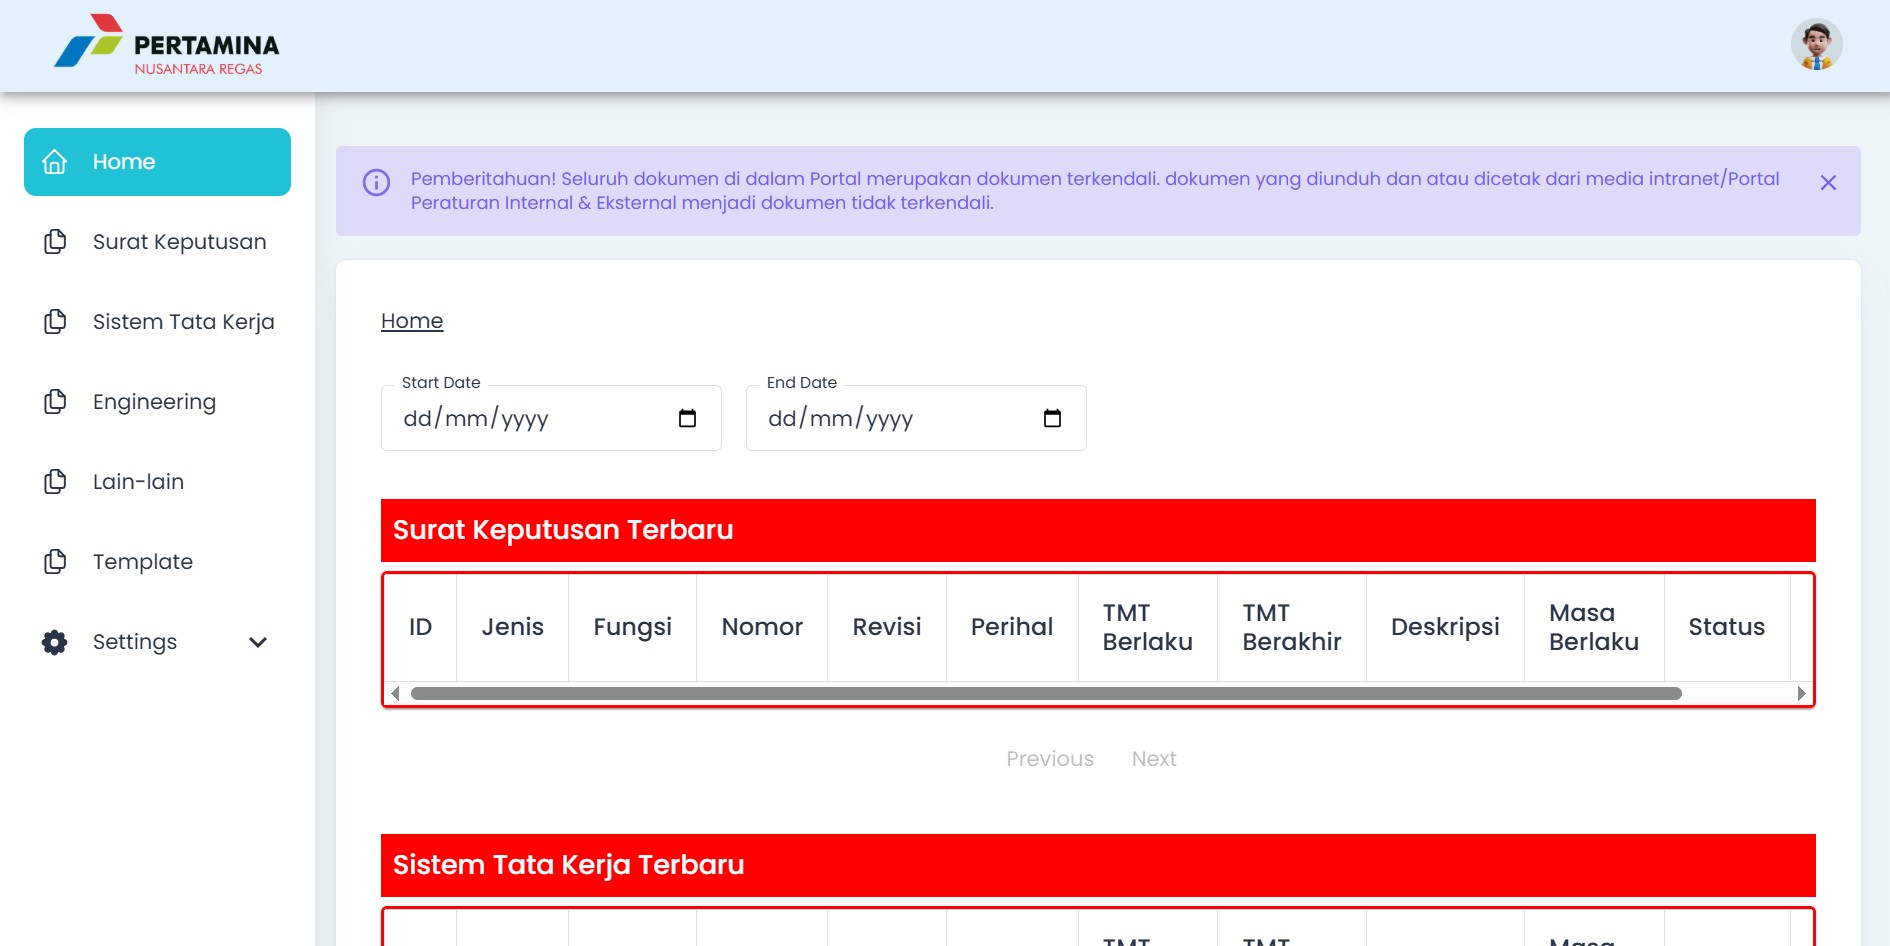 PERTAMINA
NUSANTARA REGAS
Home
Surat Keputusan
Sistem Tata Kerja
Engineering
Lain-lain
Template
Settings
Pemberitahuan! Seluruh dokumen di dalam Portal merupakan dokumen terkendali. dokumen yang diunduh dan atau dicetak dari media intranet/Portal
Peraturan Internal & Eksternal menjadi dokumen tidak terkendali.
Home
Start Date
dd/mm/yyyy
End Date
dd/mm/yyyy
Surat Keputusan Terbaru
ID
Jenis
Fungsi
Nomor
Revisi
Perihal
TMT
Berlaku
TMT
Berakhir
Deskripsi
Masa
Berlaku
Status
Previous Next
Sistem Tata Kerja Terbaru
TMT
TMT
Masa